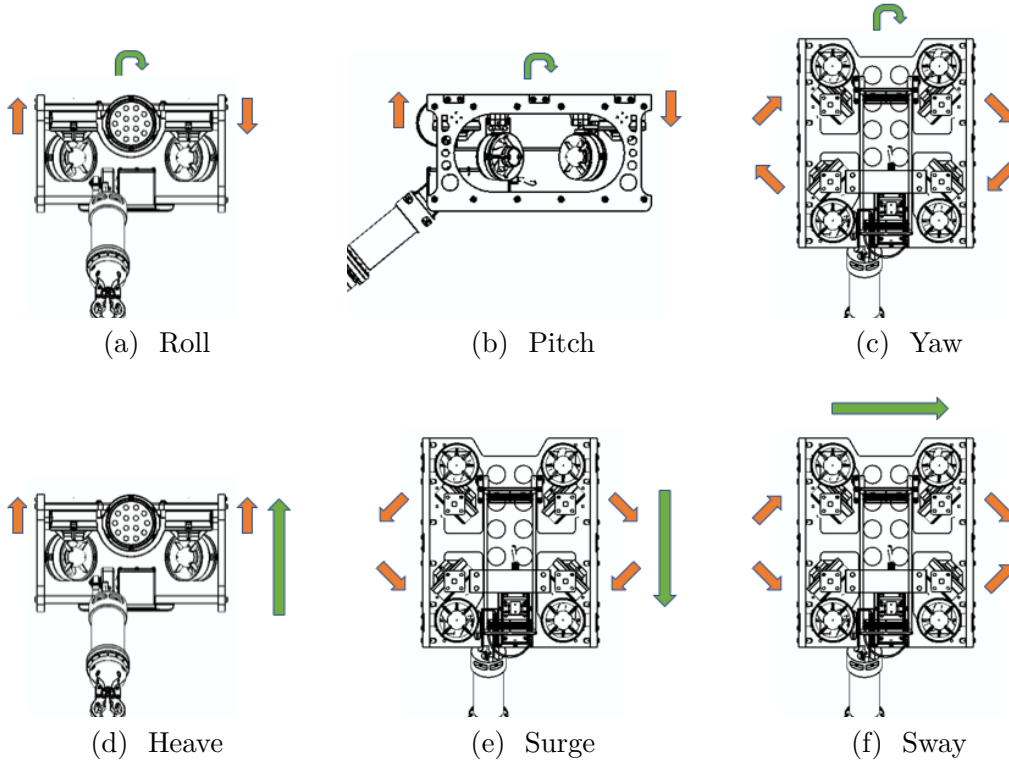 (a) Roll
(b) Pitch
(c) Yaw
(d) Heave
(e) Surge
(f) Sway